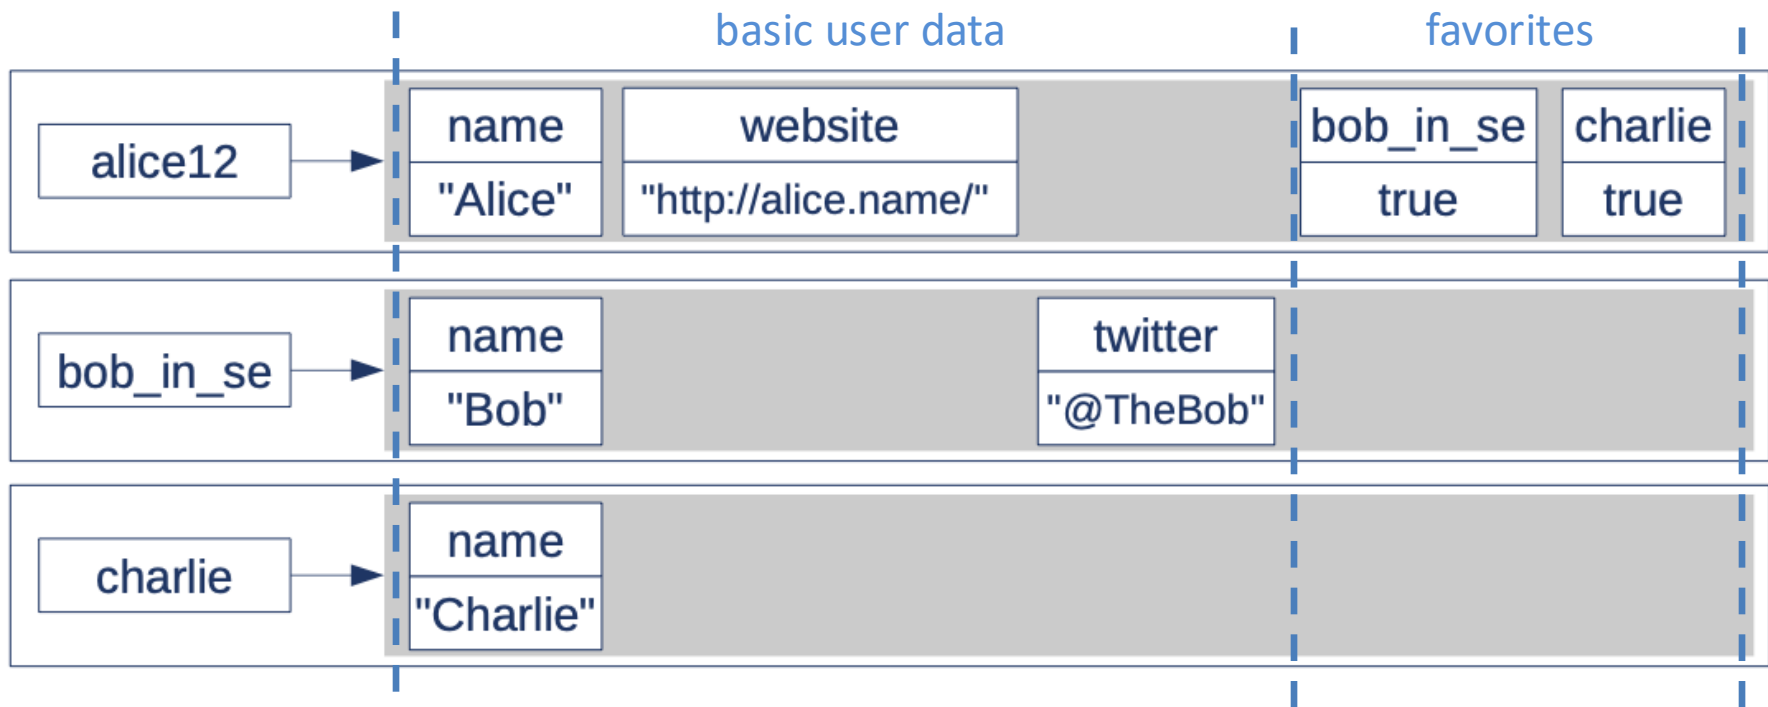 basic user data
favorites
alice12
name
"Alice"
website
"http://alice.name/"
bob_in_se
true
charlie
true
bob_in_se
name
"Bob"
twitter
"@TheBob"
charlie
name
"Charlie"